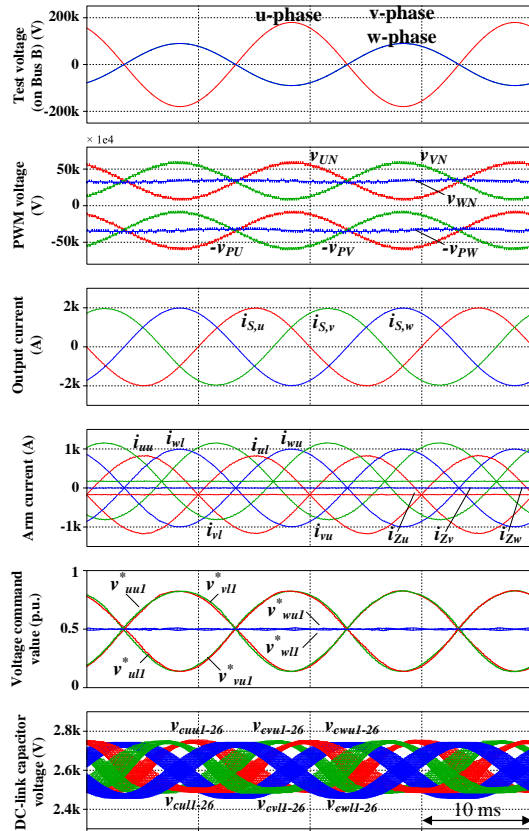 u-phase v-phase
w-phase
Test voltage
(on Bus B) (V)
200k
0
-200k
× 1e4
PWM voltage
(V)
50k
0
-50k
v_UN
v_VN
v_WN
-v_PU
-v_PV
-v_PW
Output current
(A)
2k
0
-2k
i_S,u
i_S,v
i_S,w
Arm current (A)
1k
0
-1k
i_uu
i_wl
i_ul
i_wu
i_vl
i_vu
i_Zu
i_Zv
i_Zw
Voltage command
value (p.u.)
1
0.5
0
v*_uu1
v*_vl1
v*_wu1
v*_wl1
v*_ul1
v*_vu1
DC-link capacitor
voltage (V)
2.8k
2.6k
2.4k
v_cuu1-26
v_cvu1-26
v_cwu1-26
v_cul1-26
v_cvl1-26
v_cwl1-26
10 ms